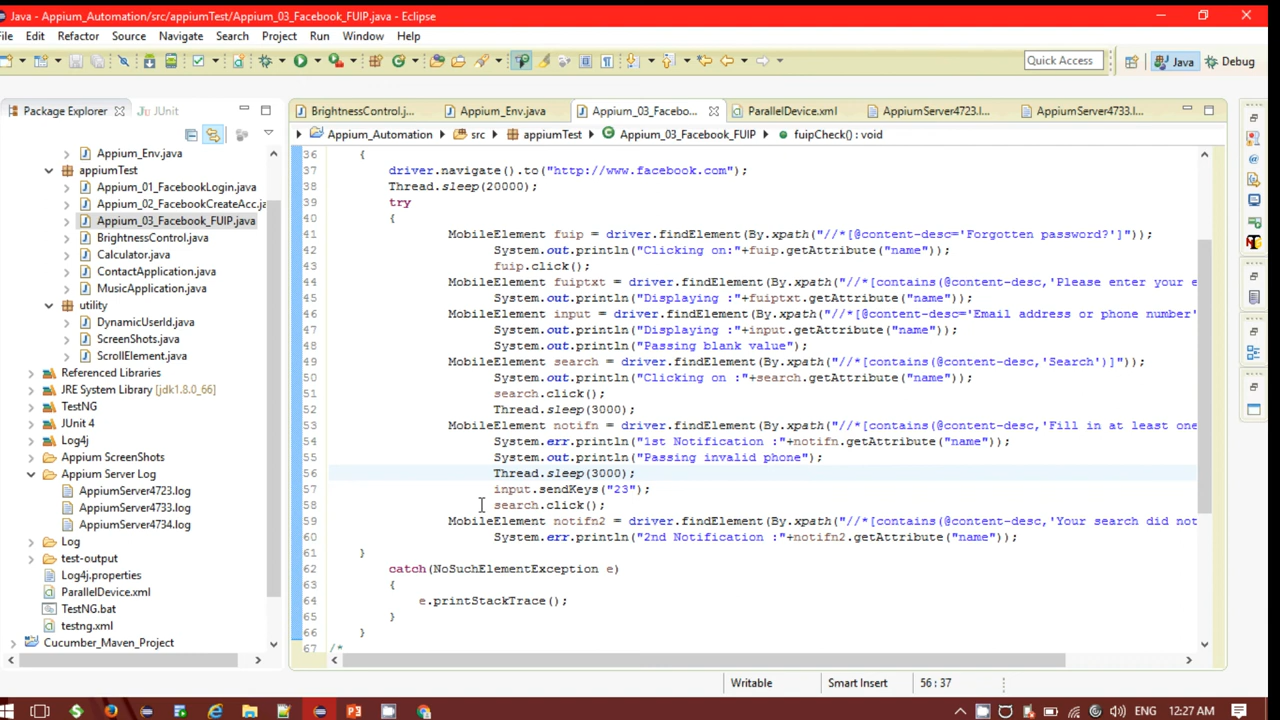 Java - Appium_Automation/src/appiumTest/Appium_03_Facebook_FUIP.java - Eclipse
File Edit Refactor Source Navigate Search Project Run Window Help
Quick Access
Java
Debug
Package Explorer
JUnit
Appium_Env.java
appiumTest
Appium_01_FacebookLogin.java
Appium_02_FacebookCreateAcc.ja
Appium_03_Facebook_FUIP.java
BrightnessControl.java
Calculator.java
ContactApplication.java
MusicApplication.java
utility
DynamicUserId.java
ScreenShots.java
ScrollElement.java
Referenced Libraries
JRE System Library [jdk1.8.0_66]
TestNG
JUnit 4
Log4j
Appium ScreenShots
Appium Server Log
AppiumServer4723.log
AppiumServer4733.log
AppiumServer4734.log
Log
test-output
Log4j.properties
ParallelDevice.xml
TestNG.bat
testng.xml
Cucumber_Maven_Project
BrightnessControl.j... Appium_Env.java Appium_03_Facebo... ParallelDevice.xml AppiumServer4723.l... AppiumServer4733.l...
Appium_Automation src appiumTest Appium_03_Facebook_FUIP fuipCheck() : void
36 {
37 driver.navigate().to("http://www.facebook.com");
38 Thread.sleep(20000);
39 try
40 {
41 MobileElement fuip = driver.findElement(By.xpath("//*[@content-desc='Forgotten password?']"));
42 System.out.println("Clicking on:"+fuip.getAttribute("name"));
43 fuip.click();
44 MobileElement fuiptxt = driver.findElement(By.xpath("//*[contains(@content-desc,'Please enter your e
45 System.out.println("Displaying :"+fuiptxt.getAttribute("name"));
46 MobileElement input = driver.findElement(By.xpath("//*[@content-desc='Email address or phone number'
47 System.out.println("Displaying :"+input.getAttribute("name"));
48 System.out.println("Passing blank value");
49 MobileElement search = driver.findElement(By.xpath("//*[contains(@content-desc,'Search')]"));
50 System.out.println("Clicking on :"+search.getAttribute("name"));
51 search.click();
52 Thread.sleep(3000);
53 MobileElement notifn = driver.findElement(By.xpath("//*[contains(@content-desc,'Fill in at least one
54 System.err.println("1st Notification :"+notifn.getAttribute("name"));
55 System.out.println("Passing invalid phone");
56 Thread.sleep(3000);
57 input.sendKeys("23");
58 search.click();
59 MobileElement notifn2 = driver.findElement(By.xpath("//*[contains(@content-desc,'Your search did not
60 System.err.println("2nd Notification :"+notifn2.getAttribute("name"));
61 }
62 catch(NoSuchElementException e)
63 {
64 e.printStackTrace();
65 }
66 }
67 /*
Writable Smart Insert 56 : 37
ENG 12:27 AM